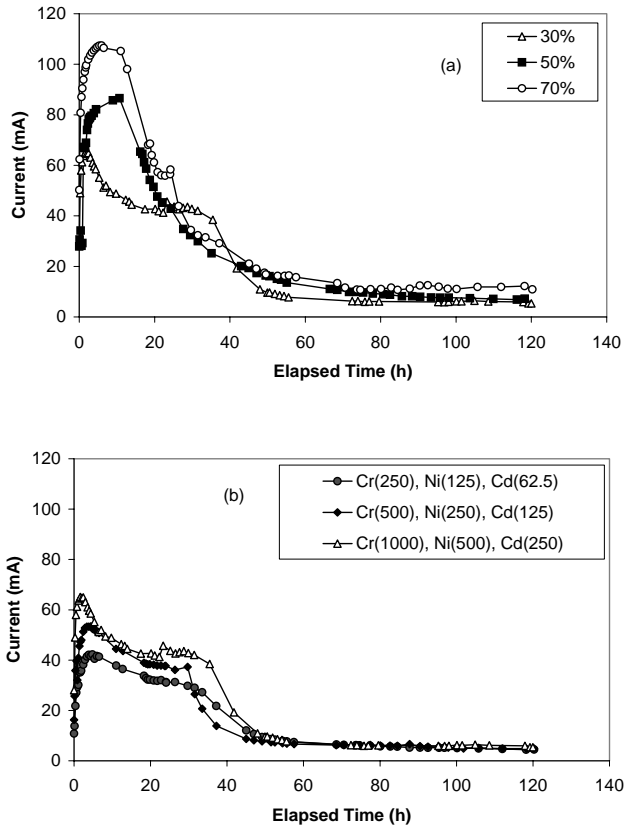 120
100
80
60
40
20
0
Current (mA)
(a)
30%
50%
70%
0 20 40 60 80 100 120 140
Elapsed Time (h)
120
100
80
60
40
20
0
Current (mA)
(b)
Cr(250), Ni(125), Cd(62.5)
Cr(500), Ni(250), Cd(125)
Cr(1000), Ni(500), Cd(250)
0 20 40 60 80 100 120 140
Elapsed Time (h)